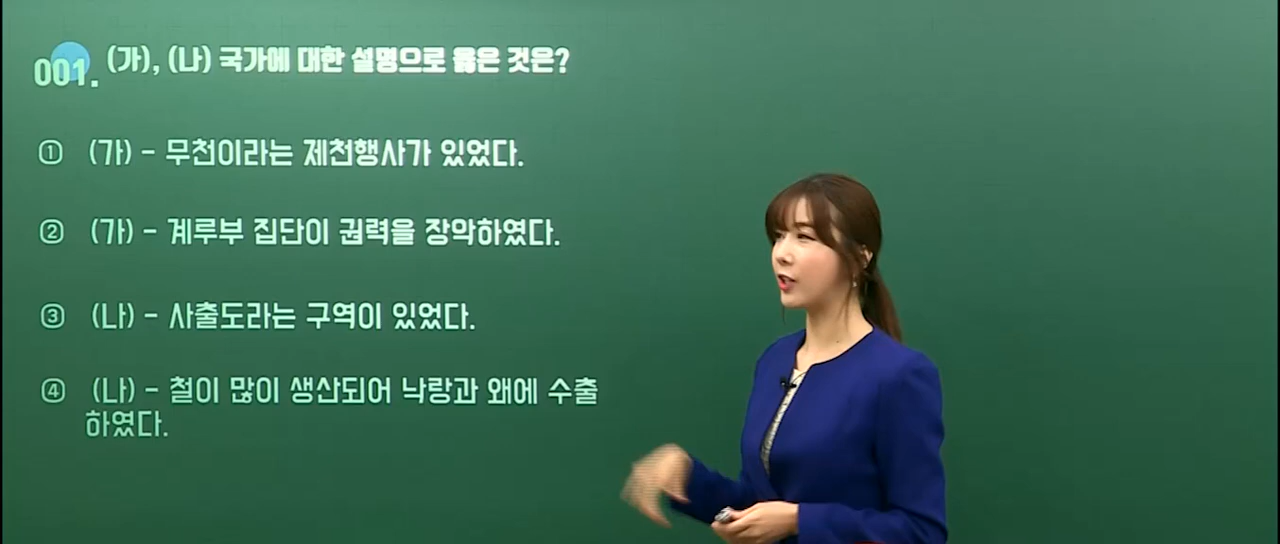 001. (가), (나) 국가에 대한 설명으로 옳은 것은?
① (가) - 무천이라는 제천행사가 있었다.
② (가) - 계루부 집단이 권력을 장악하였다.
③ (나) - 사출도라는 구역이 있었다.
④ (나) - 철이 많이 생산되어 낙랑과 왜에 수출
하였다.